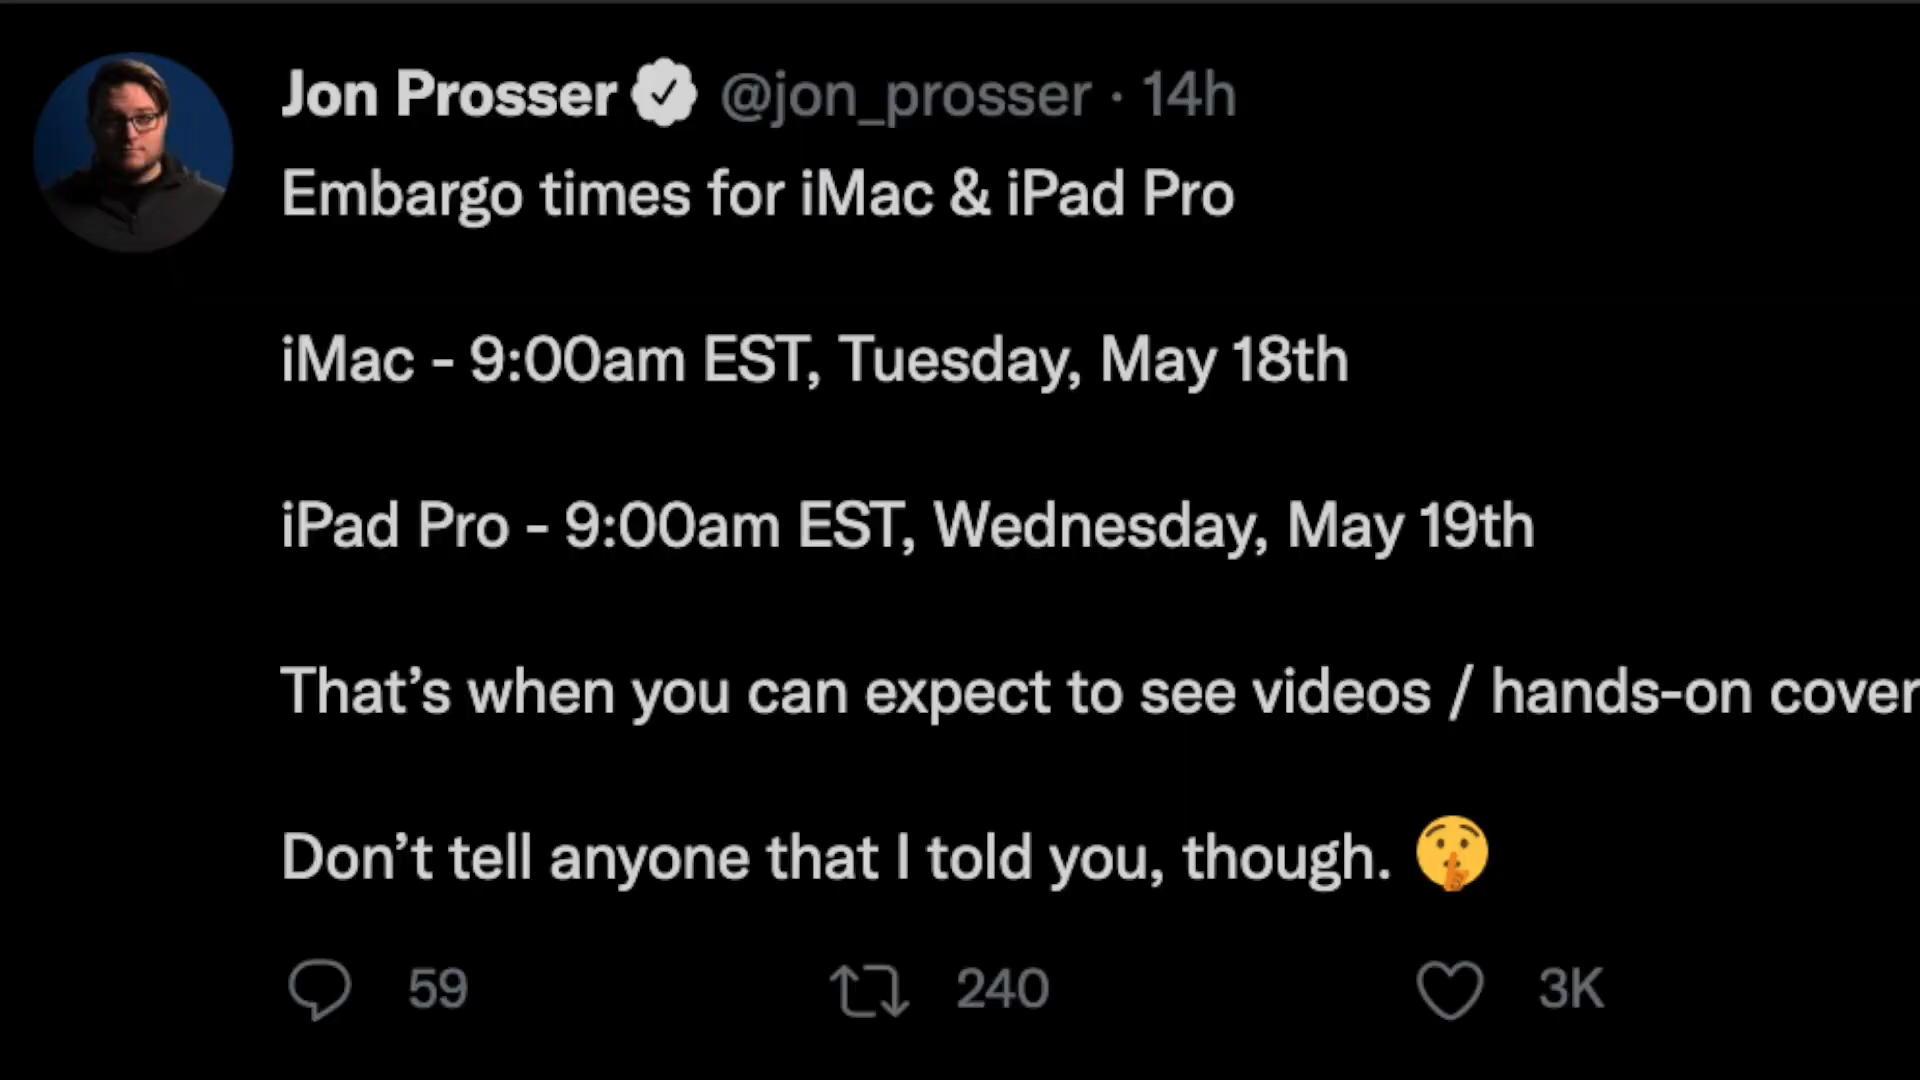 Jon Prosser @jon_prosser · 14h
Embargo times for iMac & iPad Pro
iMac - 9:00am EST, Tuesday, May 18th
iPad Pro - 9:00am EST, Wednesday, May 19th
That’s when you can expect to see videos / hands-on cover
Don’t tell anyone that I told you, though. 🤫
59 240 3K